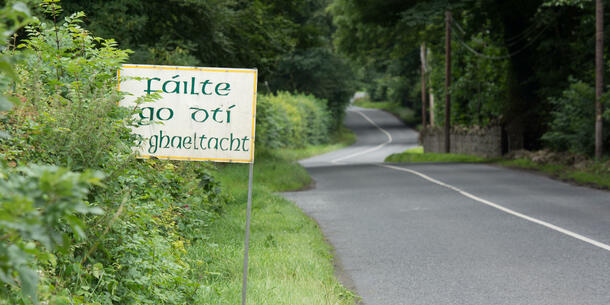 fáilte
go dtí
ghaeltacht